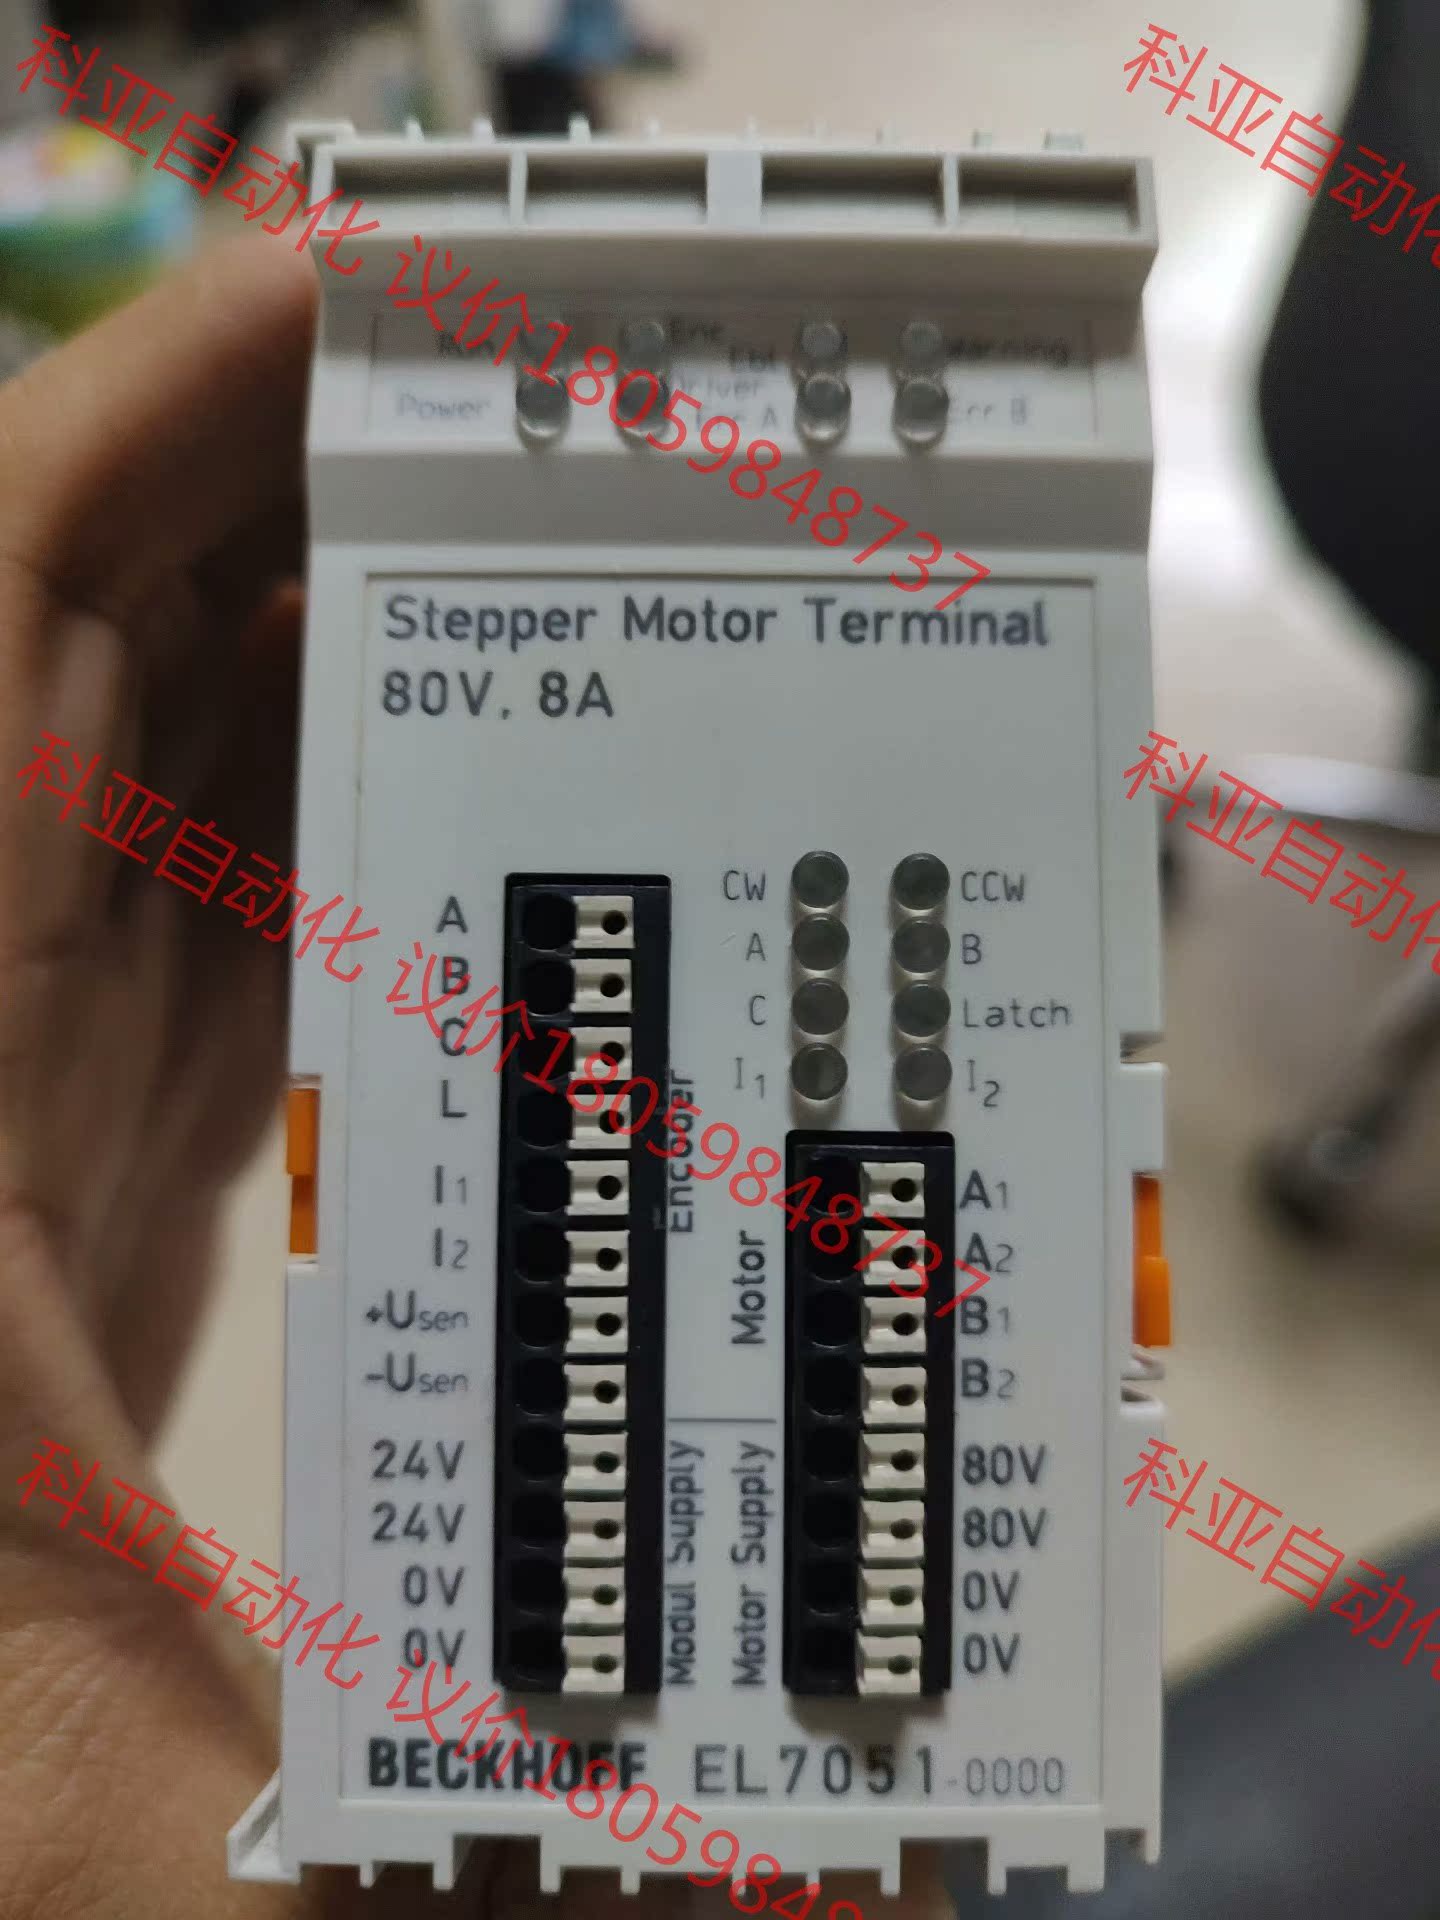 科亚自动化 议价18059848737
科亚自动化
Run
Enc
Warning
Power
Driver
Err A
Err B
Stepper Motor Terminal
80V, 8A
科亚自动化 议价18059848737
科亚自动化
CW
CCW
A
B
C
Latch
I1
I2
A
B
C
L
I1
I2
+Usen
-Usen
24V
24V
0V
0V
Encoder
Modul Supply
Motor
Motor Supply
A1
A2
B1
B2
80V
80V
0V
0V
科亚自动化 议价18059848
科亚自动化
BECKHOFF EL7051-0000